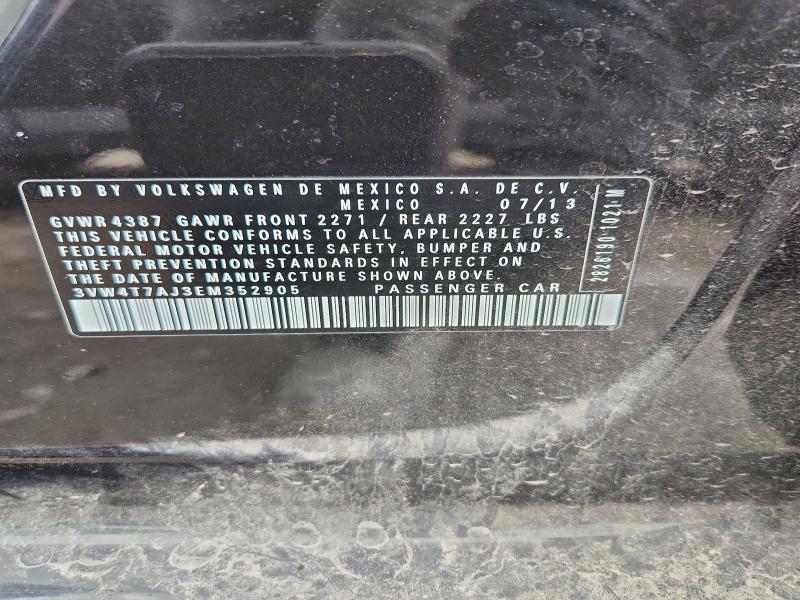 MFD BY VOLKSWAGEN DE MEXICO S.A. DE C.V.
MEXICO 07/13
GVWR 4387 GAWR FRONT 2271 / REAR 2227 LBS
THIS VEHICLE CONFORMS TO ALL APPLICABLE U.S.
FEDERAL MOTOR VEHICLE SAFETY, BUMPER AND
THEFT PREVENTION STANDARDS IN EFFECT ON
THE DATE OF MANUFACTURE SHOWN ABOVE.
3VW4T7AJ3EM352905 PASSENGER CAR
2826190-1021-M